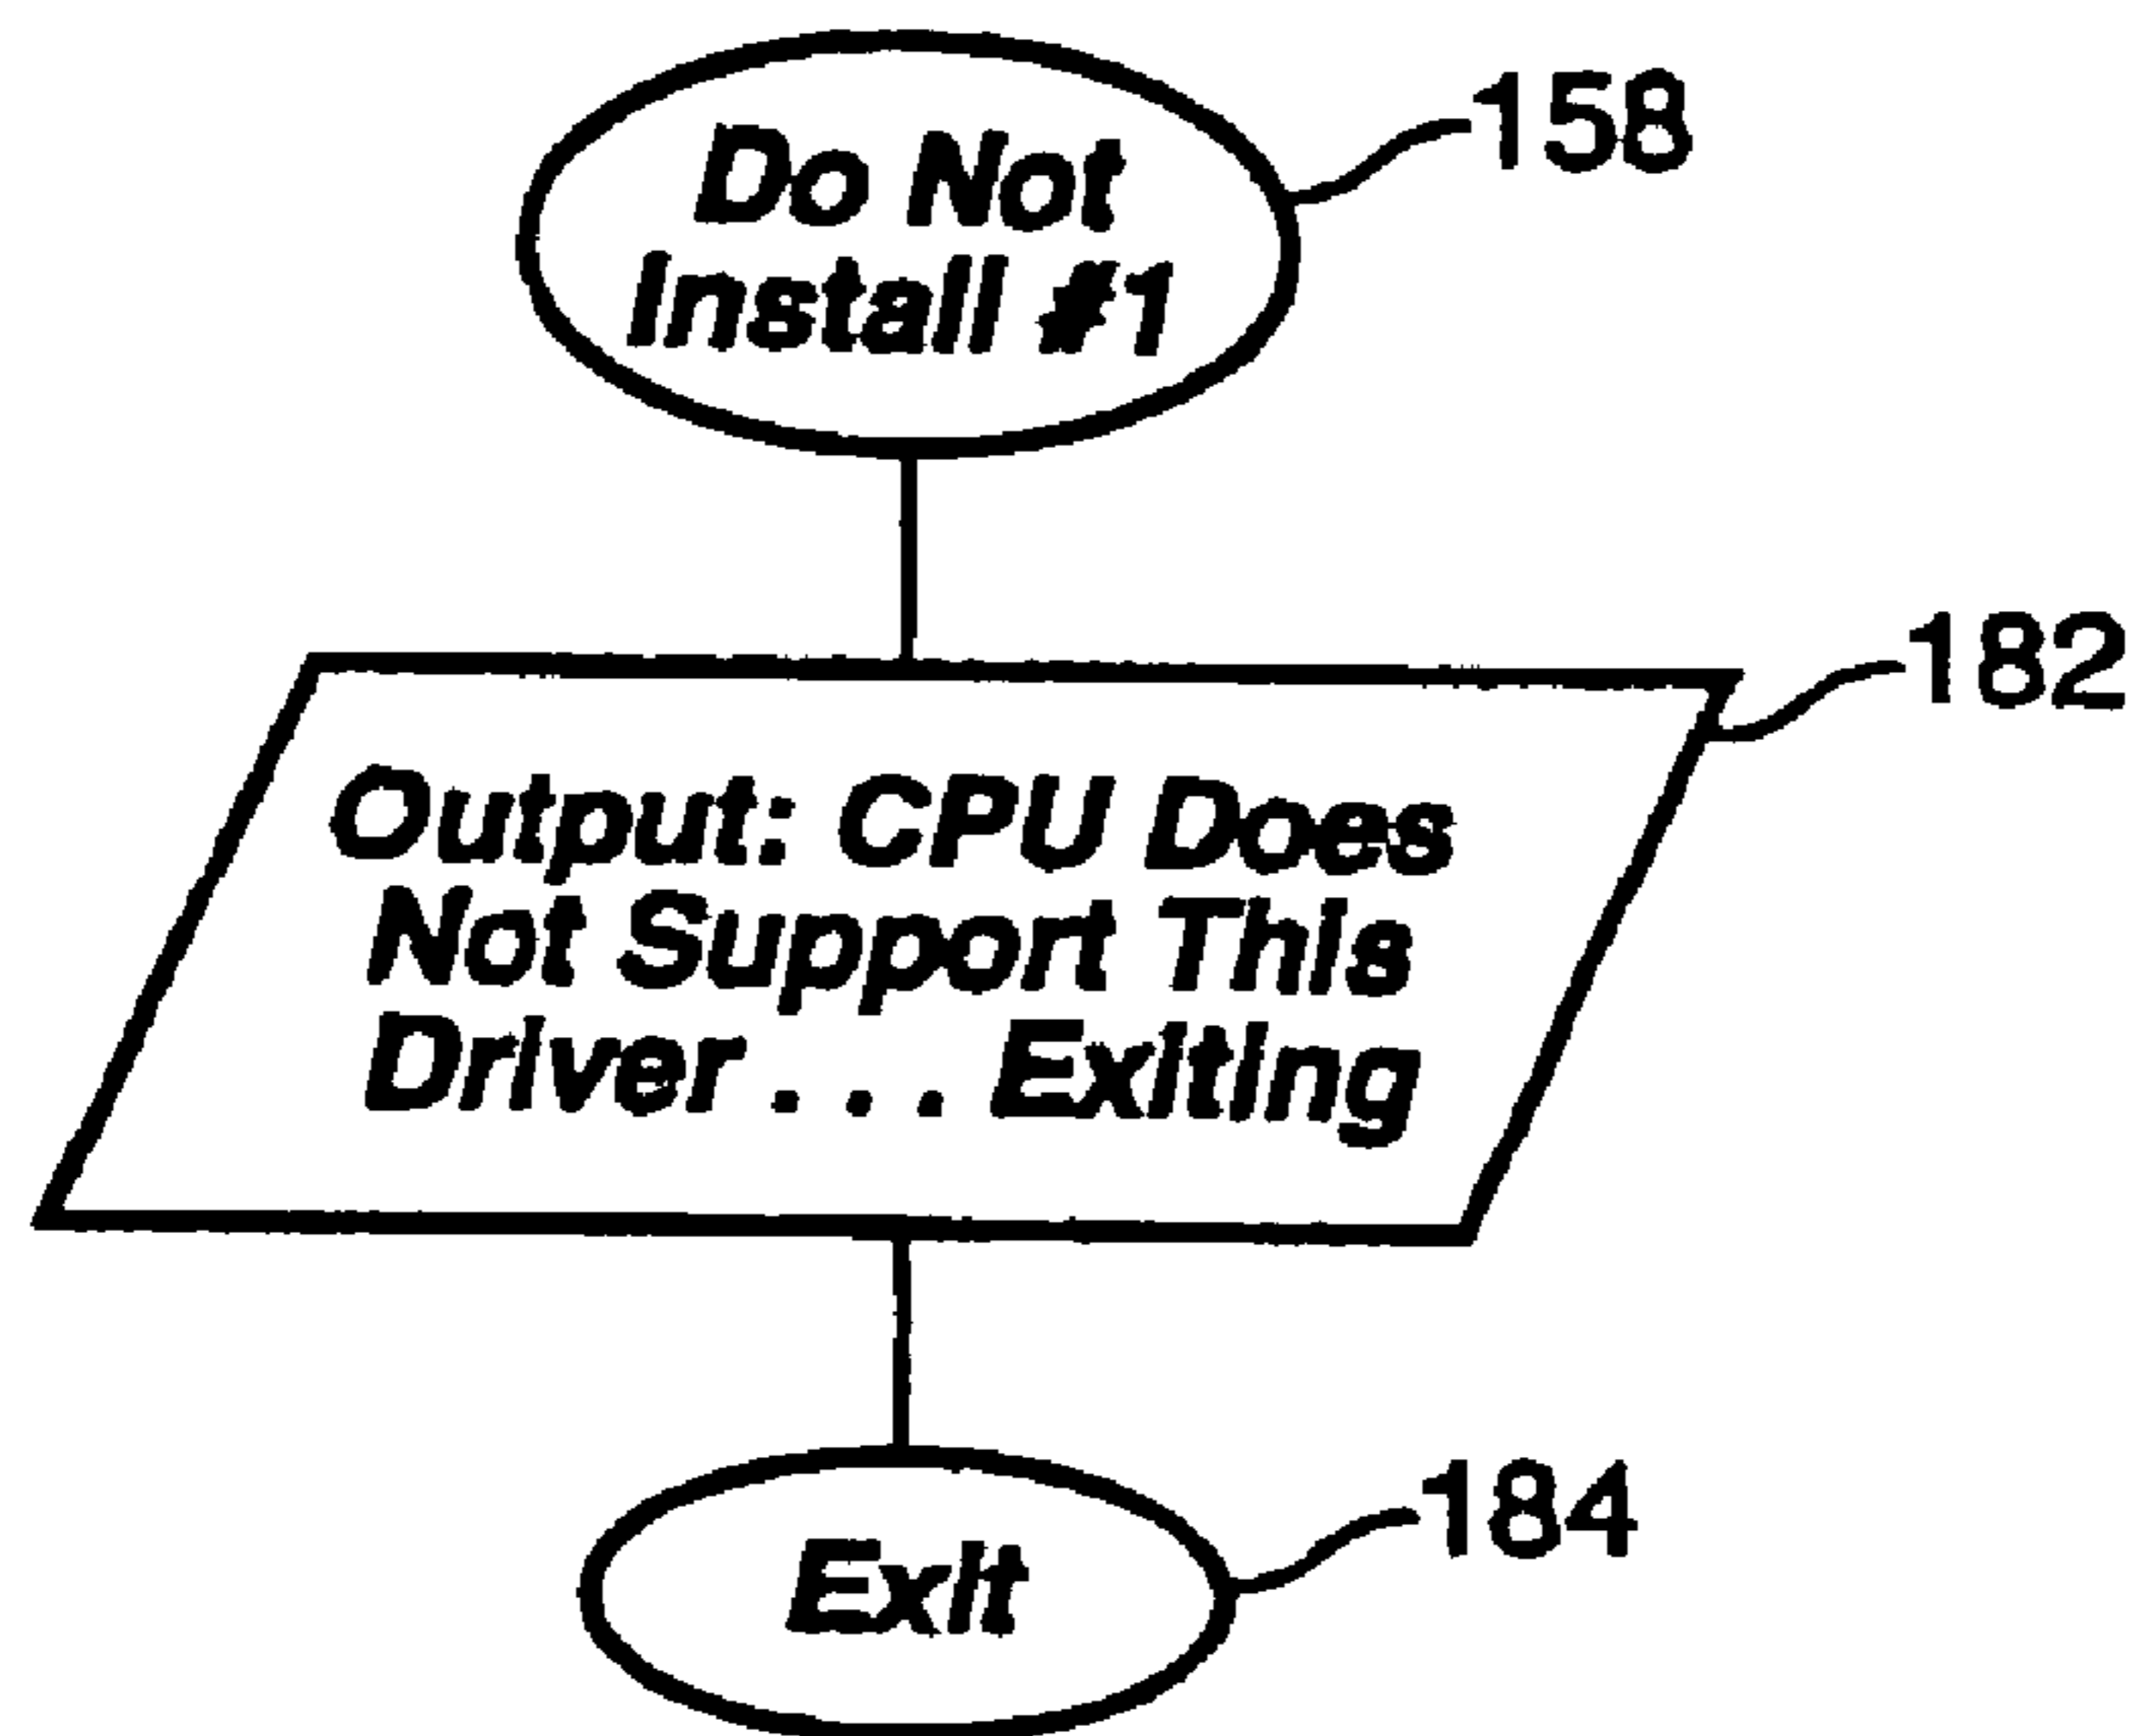 Do Not
Install #1
158
182
Output: CPU Does
Not Support This
Driver . . . Exiting
184
Exit